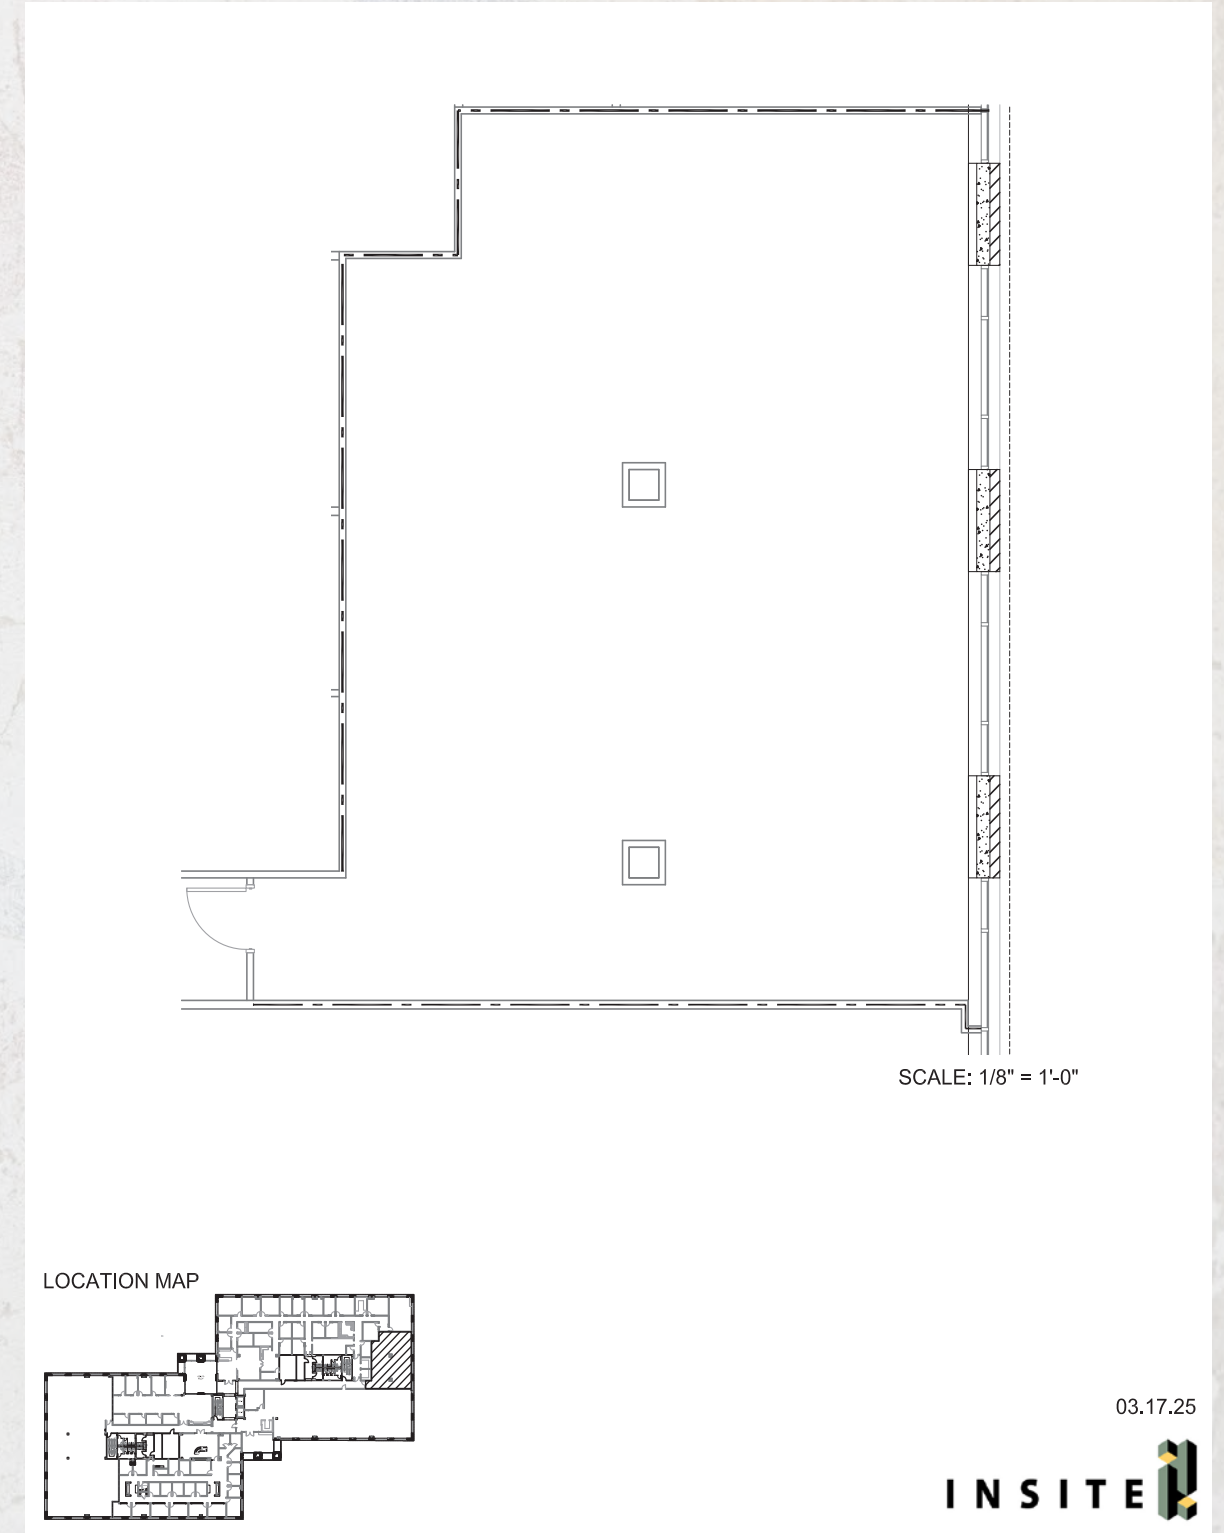 SCALE: 1/8" = 1'-0"
LOCATION MAP
03.17.25
INSITE